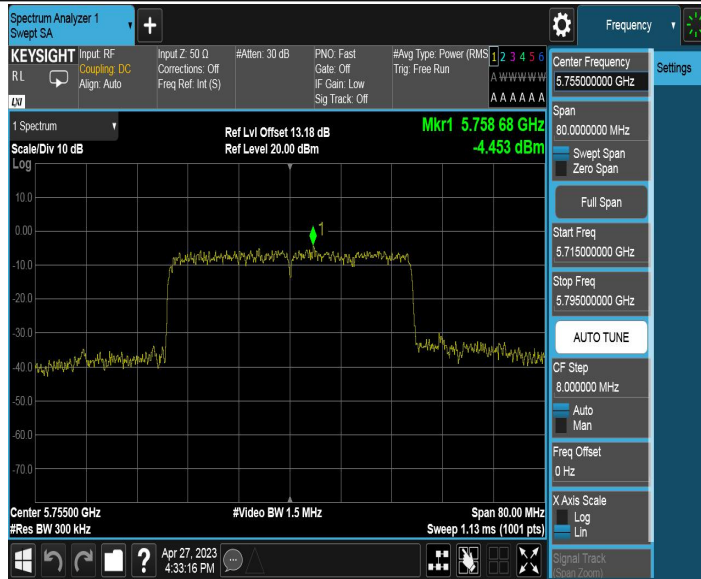 Spectrum Analyzer 1
Swept SA
+
Frequency
KEYSIGHT
RL
LXI
Input: RF
Coupling: DC
Align: Auto
Input Z: 50 Ω
Corrections: Off
Freq Ref: Int (S)
#Atten: 30 dB
PNO: Fast
Gate: Off
IF Gain: Low
Sig Track: Off
#Avg Type: Power (RMS
Trig: Free Run
1 2 3 4 5 6
A W W W W W
A A A A A A
1 Spectrum
Scale/Div 10 dB
Log
Ref Lvl Offset 13.18 dB
Ref Level 20.00 dBm
Mkr1 5.758 68 GHz
-4.453 dBm
1
10.0
0.00
-10.0
-20.0
-30.0
-40.0
-50.0
-60.0
-70.0
Center 5.75500 GHz
#Res BW 300 kHz
#Video BW 1.5 MHz
Span 80.00 MHz
Sweep 1.13 ms (1001 pts)
Apr 27, 2023
4:33:16 PM
?
Settings
Center Frequency
5.755000000 GHz
Span
80.0000000 MHz
Swept Span
Zero Span
Full Span
Start Freq
5.715000000 GHz
Stop Freq
5.795000000 GHz
AUTO TUNE
CF Step
8.000000 MHz
Auto
Man
Freq Offset
0 Hz
X Axis Scale
Log
Lin
Signal Track
(Span Zoom)